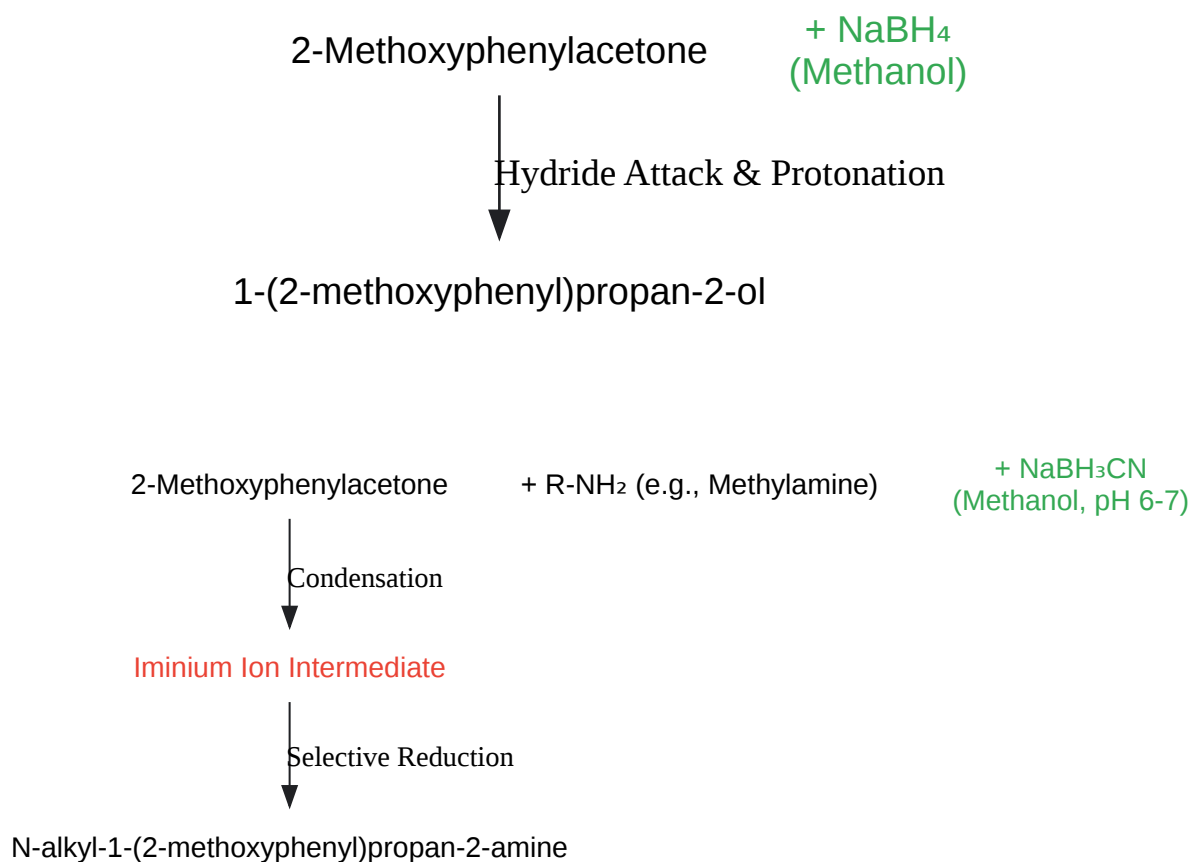 2-Methoxyphenylacetone
+ NaBH₄
(Methanol)
Hydride Attack & Protonation
1-(2-methoxyphenyl)propan-2-ol
2-Methoxyphenylacetone
+ R-NH₂ (e.g., Methylamine)
+ NaBH₃CN
(Methanol, pH 6-7)
Condensation
Iminium Ion Intermediate
Selective Reduction
N-alkyl-1-(2-methoxyphenyl)propan-2-amine